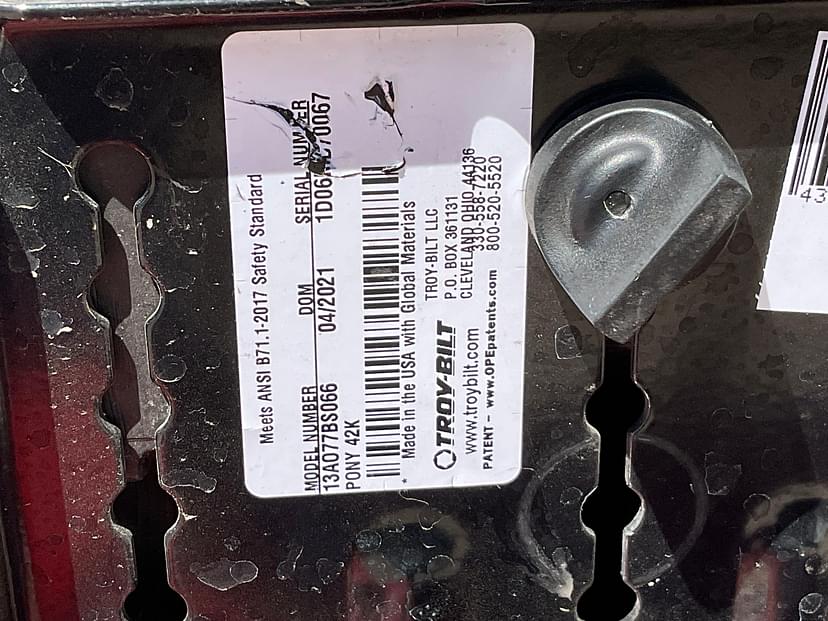 Meets ANSI B71.1-2017 Safety Standard
MODEL NUMBER DOM SERIAL NUMBER
13A077BS066 04/2021
PONY 42K
* Made in the USA with Global Materials
TROY-BILT TROY-BILT LLC
P.O. BOX 361131
www.troybilt.com CLEVELAND OHIO 44136
330-558-7220
PATENT - www.OPEpatents.com 800-520-5520
43